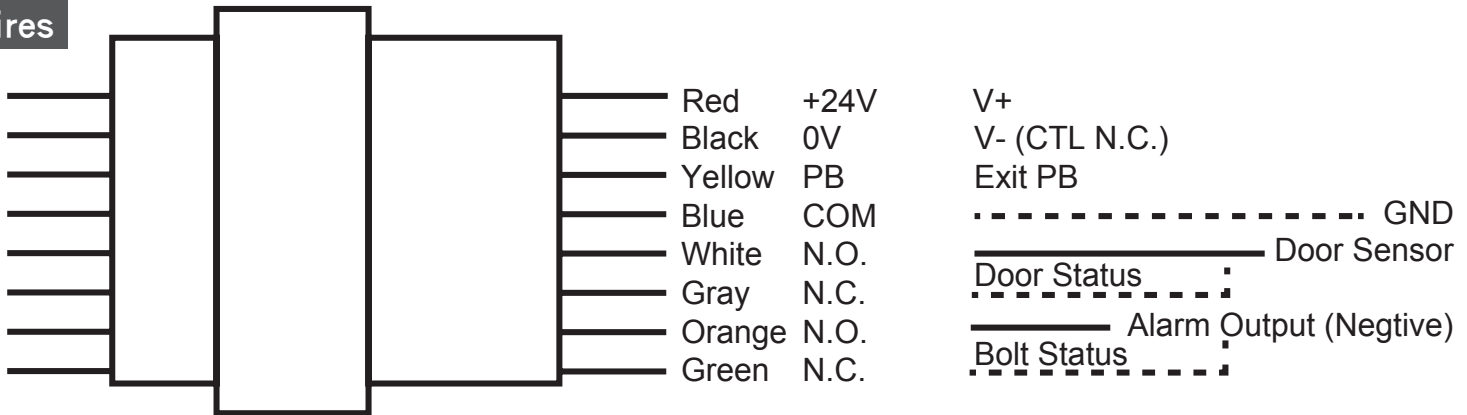 ires
Red +24V V+
Black 0V V- (CTL N.C.)
Yellow PB Exit PB
Blue COM GND
White N.O. Door Sensor
Door Status
Gray N.C.
Orange N.O. Alarm Output (Negtive)
Bolt Status
Green N.C.